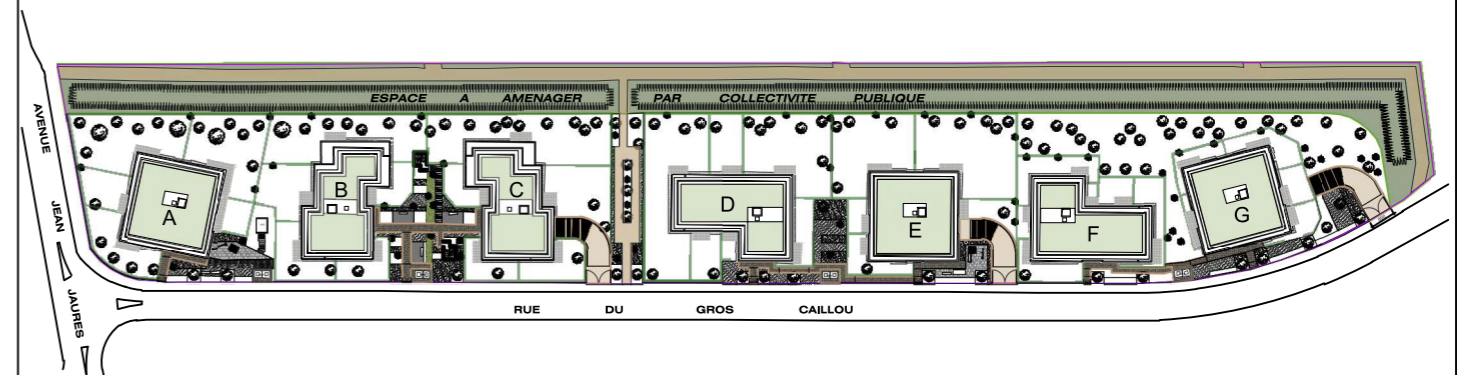 ESPACE A AMENAGER PAR COLLECTIVITE PUBLIQUE
AVENUE JEAN JAURES
A
B
C
D
E
F
G
RUE DU GROS CAILLOU